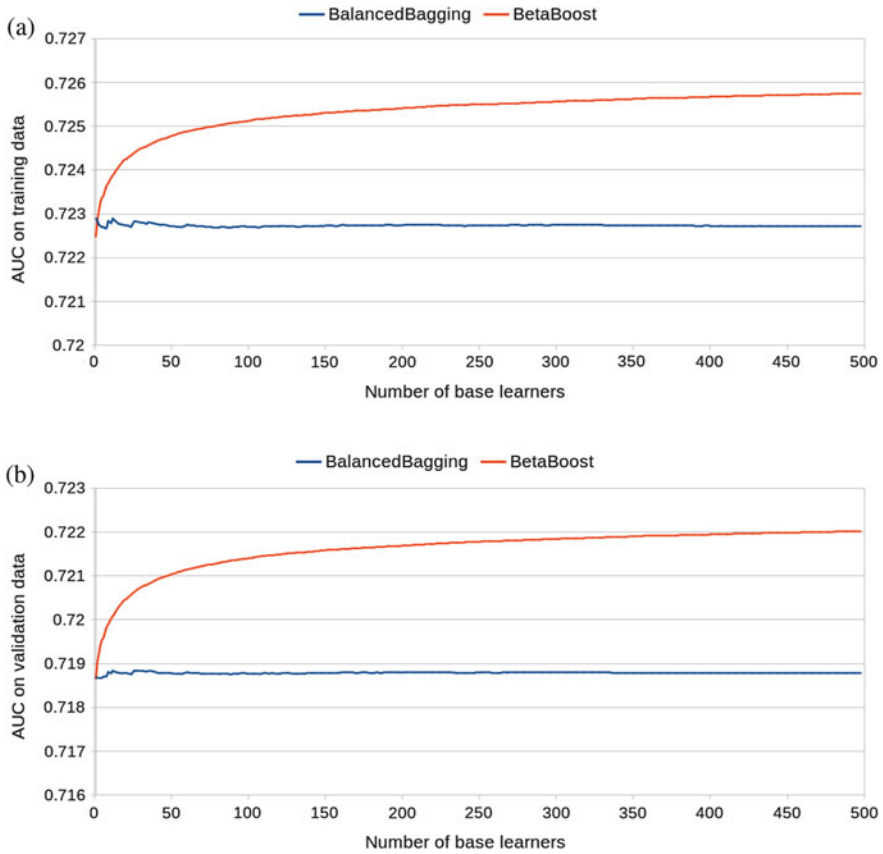 (a)
BalancedBagging BetaBoost
0.727
0.726
0.725
0.724
0.723
0.722
0.721
0.72
AUC on training data
0 50 100 150 200 250 300 350 400 450 500
Number of base learners
(b)
BalancedBagging BetaBoost
0.723
0.722
0.721
0.72
0.719
0.718
0.717
0.716
AUC on validation data
0 50 100 150 200 250 300 350 400 450 500
Number of base learners